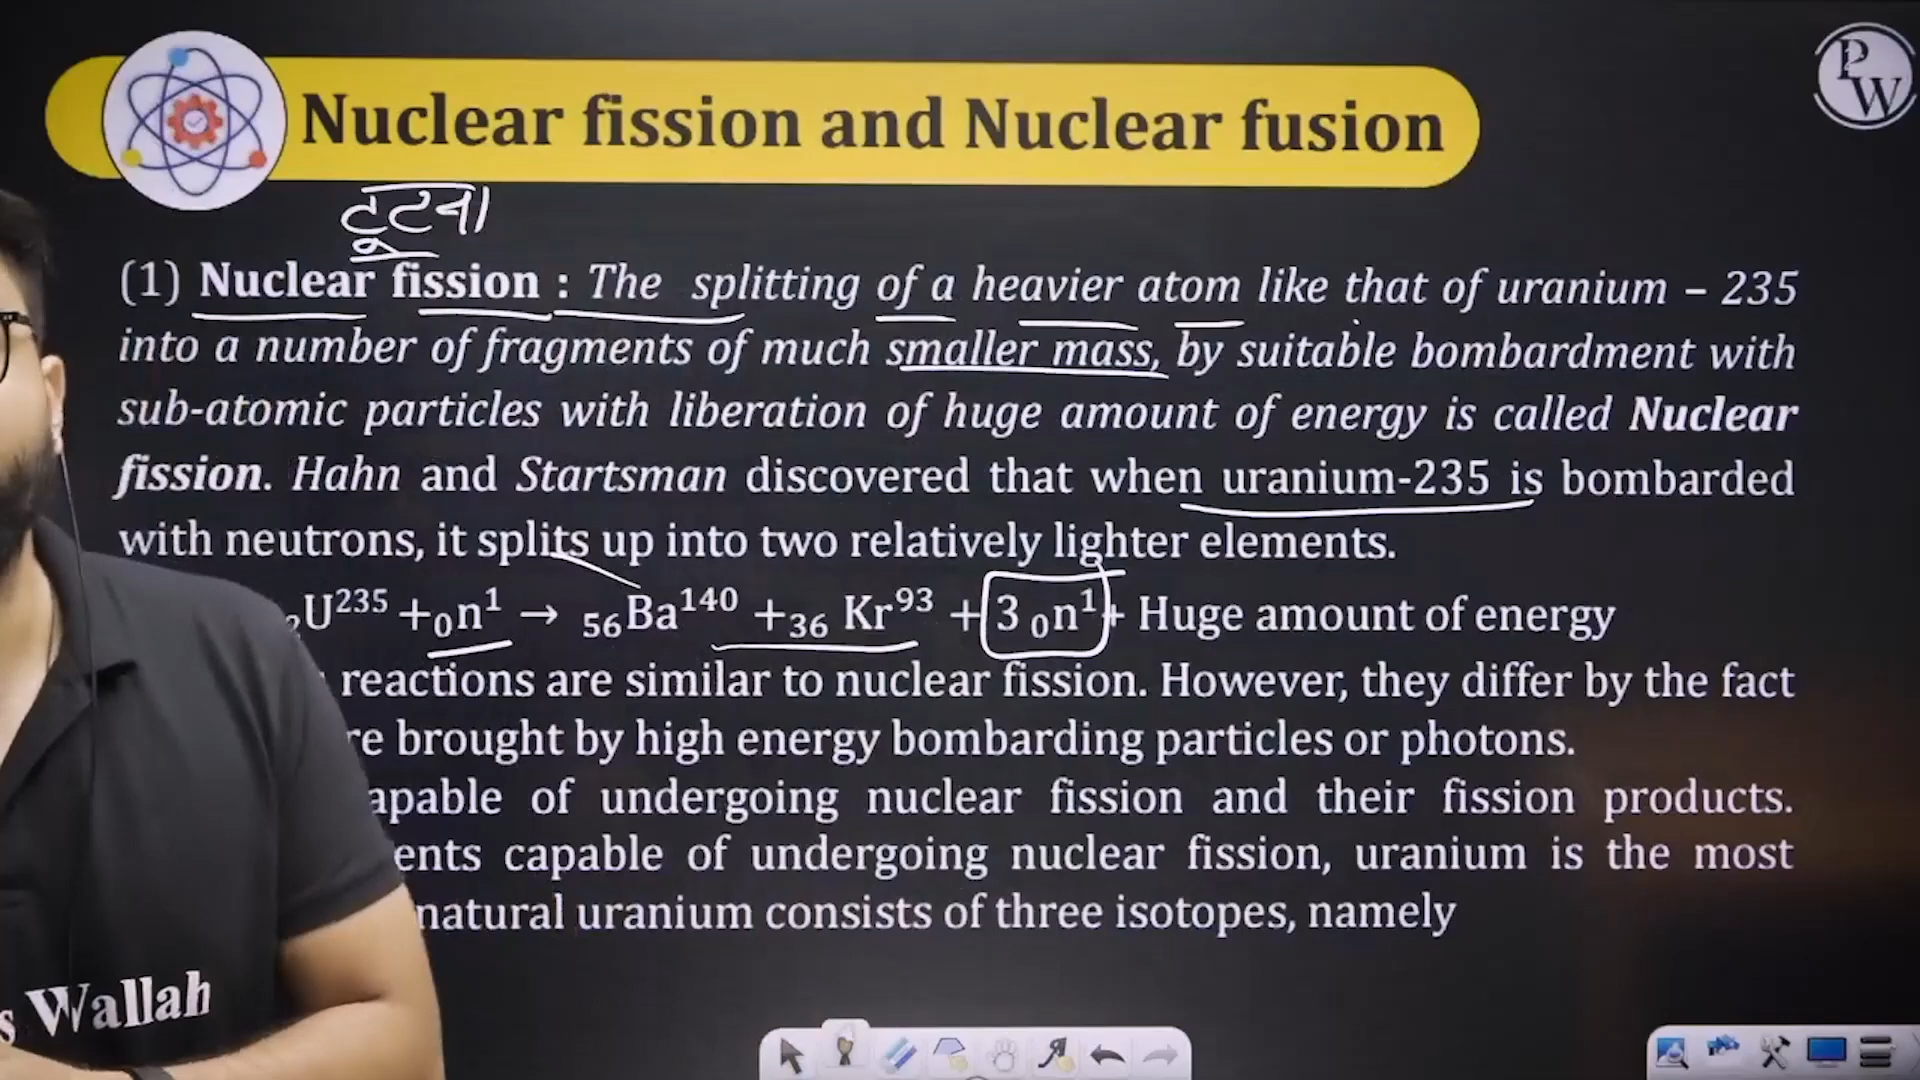 Nuclear fission and Nuclear fusion
PW
टूटना
(1) Nuclear fission : The splitting of a heavier atom like that of uranium – 235
into a number of fragments of much smaller mass, by suitable bombardment with
sub-atomic particles with liberation of huge amount of energy is called Nuclear
fission. Hahn and Startsman discovered that when uranium-235 is bombarded
with neutrons, it splits up into two relatively lighter elements.
₂U²³⁵ +₀n¹ → ₅₆Ba¹⁴⁰ +₃₆ Kr⁹³ + 3 ₀n¹ + Huge amount of energy
reactions are similar to nuclear fission. However, they differ by the fact
re brought by high energy bombarding particles or photons.
apable of undergoing nuclear fission and their fission products.
ents capable of undergoing nuclear fission, uranium is the most
natural uranium consists of three isotopes, namely
s Wallah